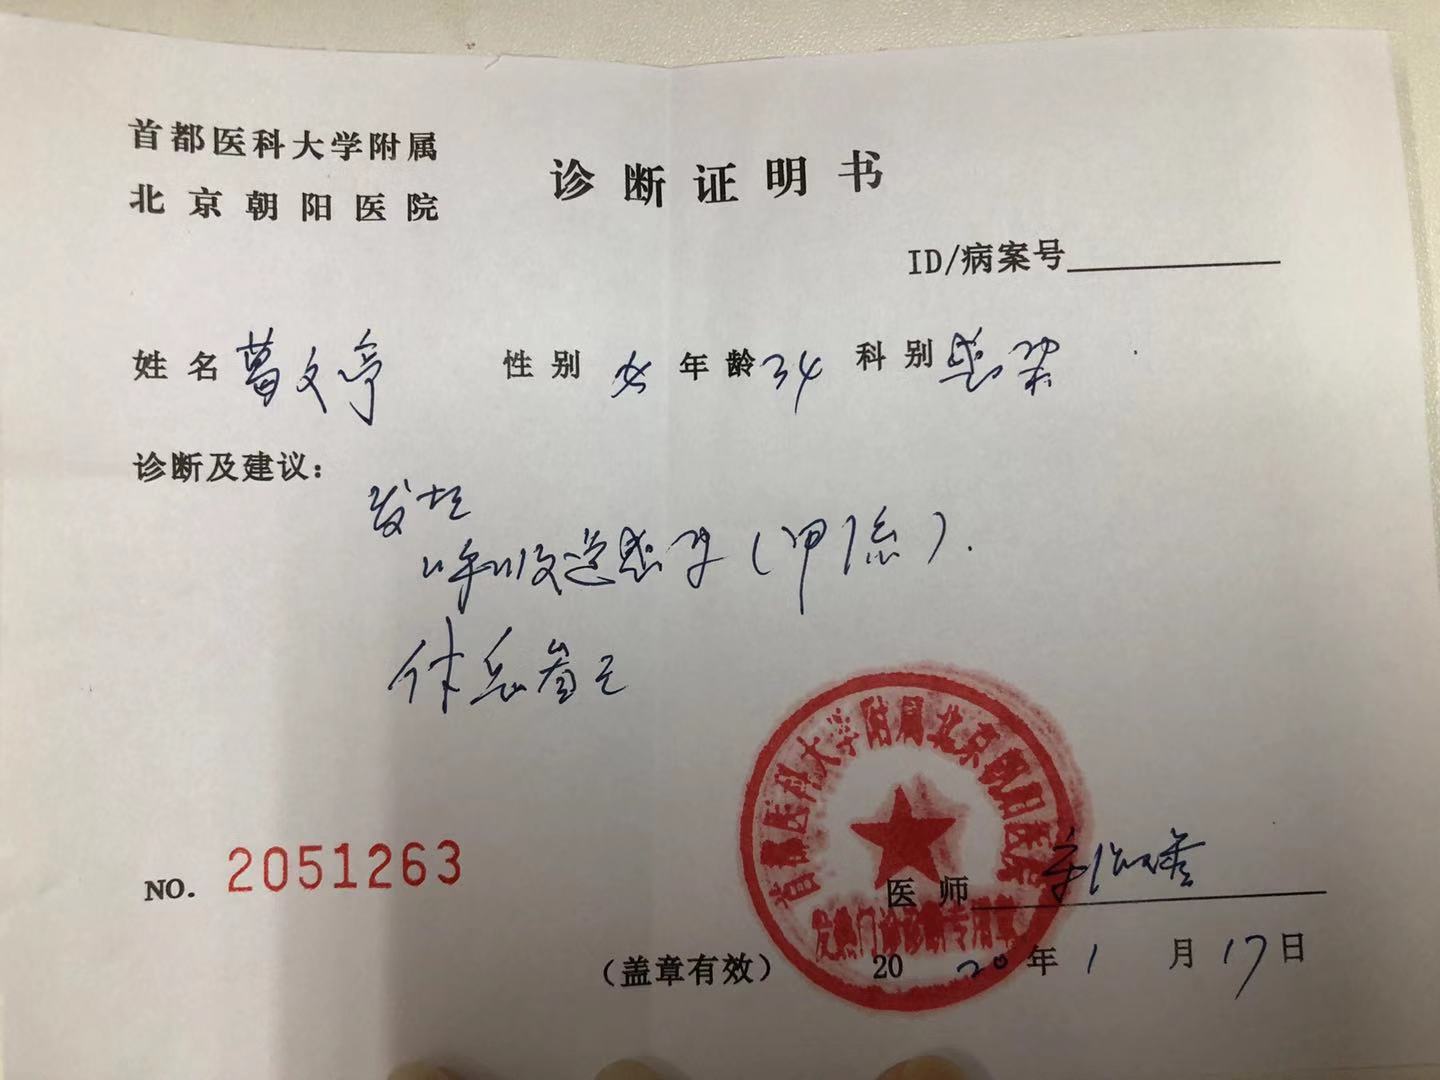 首都医科大学附属
北京朝阳医院
诊断证明书
ID/病案号
姓名 葛文婷 性别 女 年龄 34 科别 感染
诊断及建议：
发热
呼吸道感染（甲流）.
休息叁天
首都医科大学附属北京朝阳医院
发热门诊诊断专用章
NO. 2051263
医师
（盖章有效） 2020年1月17日